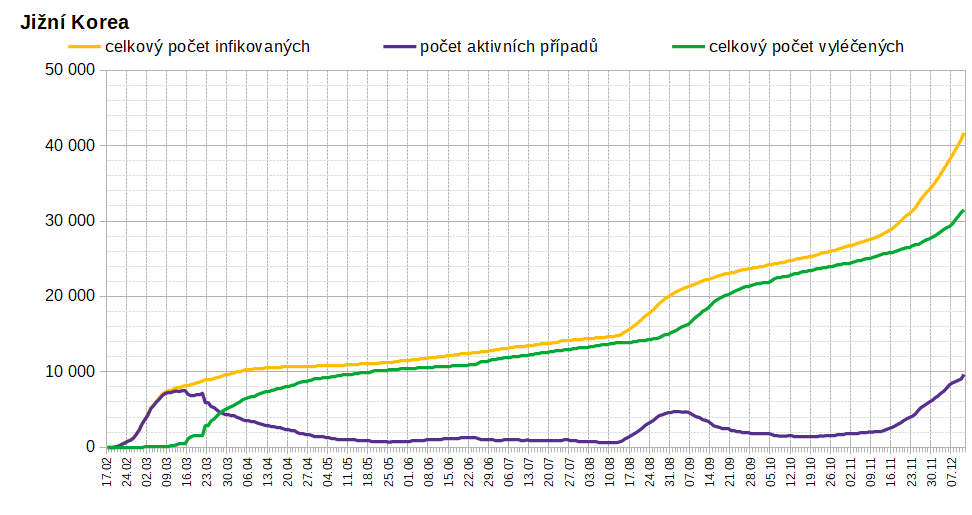 Jižní Korea
celkový počet infikovaných počet aktivních případů celkový počet vyléčených
50 000
40 000
30 000
20 000
10 000
0
17.02 24.02 02.03 09.03 16.03 23.03 30.03 06.04 13.04 20.04 27.04 04.05 11.05 18.05 25.05 01.06 08.06 15.06 22.06 29.06 06.07 13.07 20.07 27.07 03.08 10.08 17.08 24.08 31.08 07.09 14.09 21.09 28.09 05.10 12.10 19.10 26.10 02.11 09.11 16.11 23.11 30.11 07.12